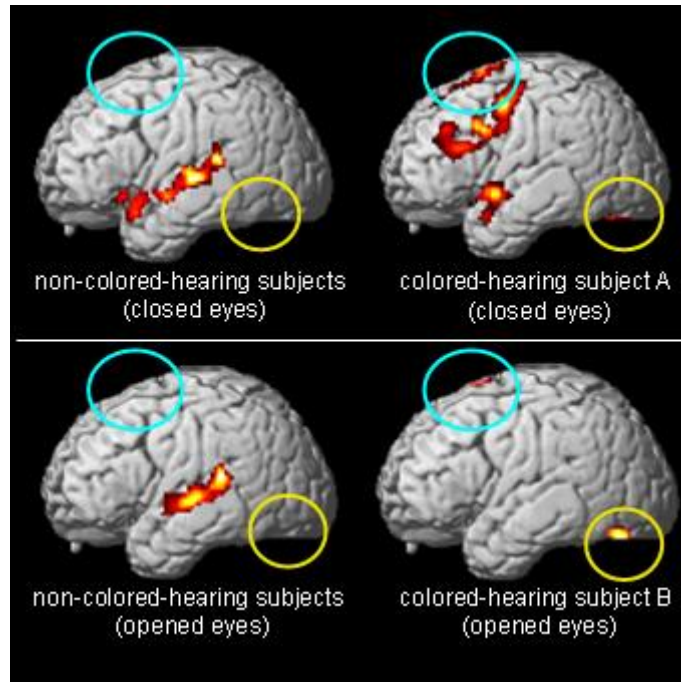 non-colored-hearing subjects
(closed eyes)
colored-hearing subject A
(closed eyes)
non-colored-hearing subjects
(opened eyes)
colored-hearing subject B
(opened eyes)